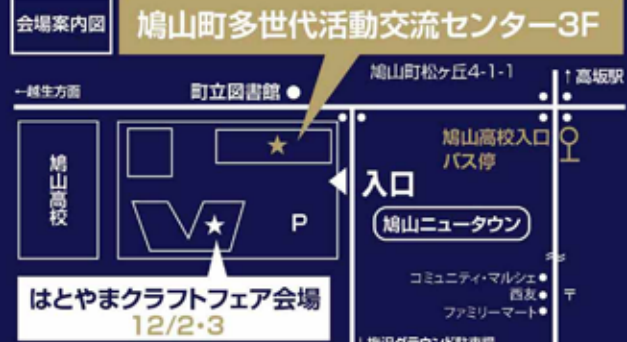 会場案内図
鳩山町多世代活動交流センター3F
鳩山町松ヶ丘4-1-1
↑高坂駅
←越生方面
町立図書館
鳩山高校入口
バス停
鳩山高校
入口
P
鳩山ニュータウン
はとやまクラフトフェア会場
12/2・3
コミュニティ・マルシェ
西友
〒
ファミリーマート